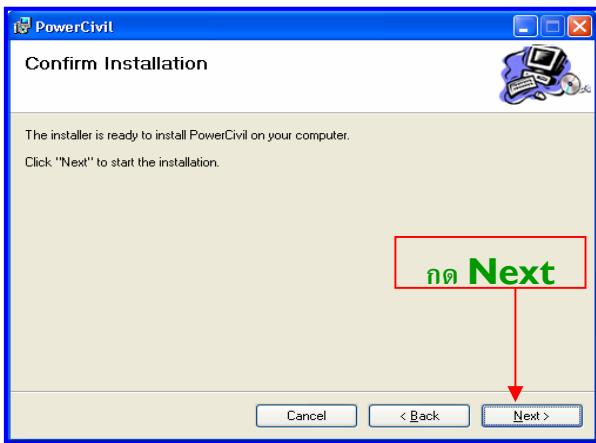 PowerCivil
Confirm Installation
The installer is ready to install PowerCivil on your computer.
Click "Next" to start the installation.
กด Next
Cancel
< Back
Next >